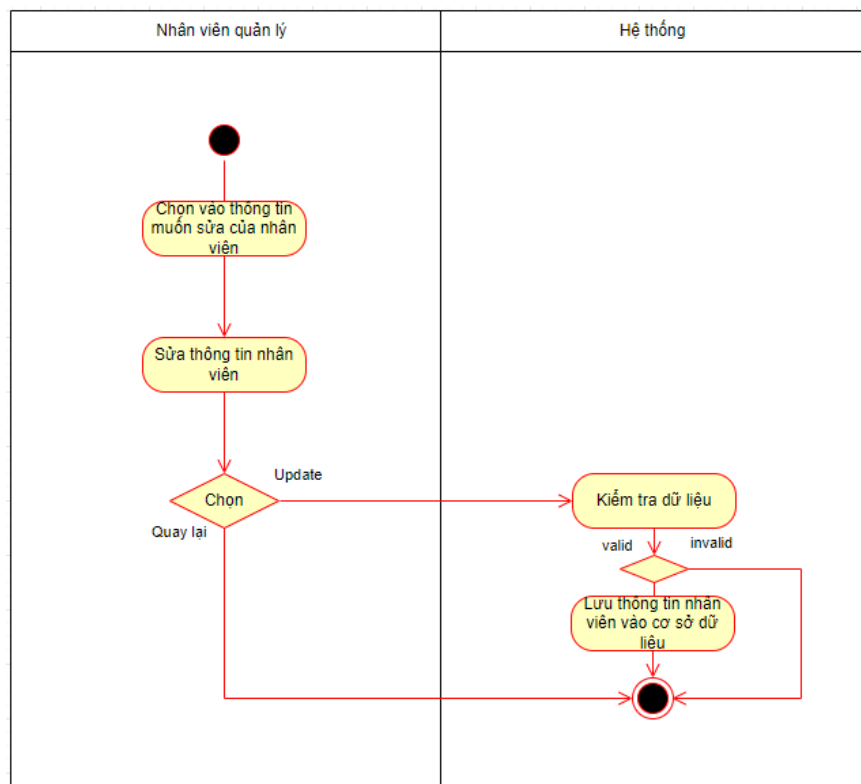 Nhân viên quản lý
Hệ thống
Chọn vào thông tin
muốn sửa của nhân
viên
Sửa thông tin nhân
viên
Chọn
Update
Quay lại
Kiểm tra dữ liệu
valid
invalid
Lưu thông tin nhân
viên vào cơ sở dữ
liệu